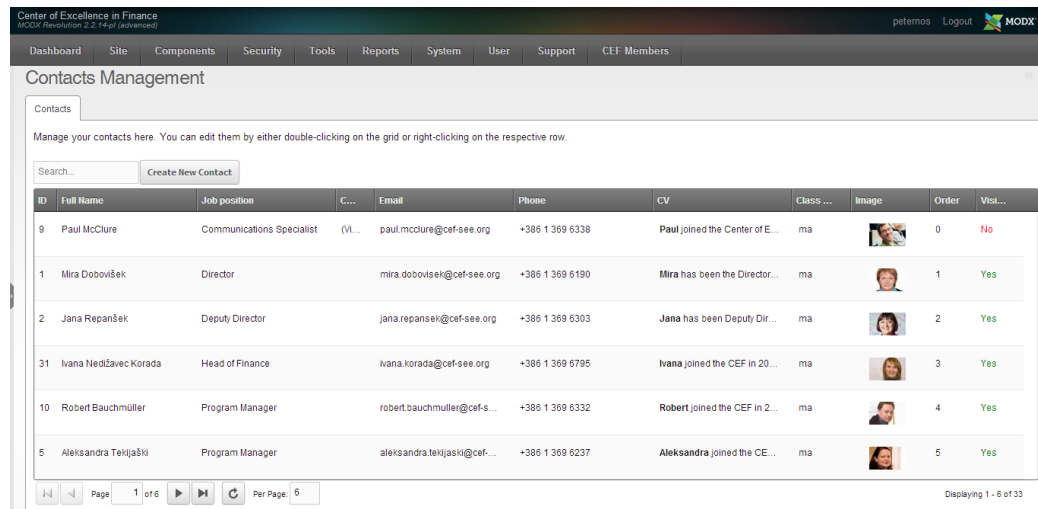 Center of Excellence in Finance
MODX Revolution 2.2.14-pl (advanced)
peternos Logout MODX
Dashboard Site Components Security Tools Reports System User Support CEF Members
Contacts Management
Contacts
Manage your contacts here. You can edit them by either double-clicking on the grid or right-clicking on the respective row.
Search... Create New Contact
ID Full Name Job position C... Email Phone CV Class ... Image Order Visi...
9 Paul McClure Communications Specialist (Vi... paul.mcclure@cef-see.org +386 1 369 6338 Paul joined the Center of E... ma 0 No
1 Mira Dobovišek Director mira.dobovisek@cef-see.org +386 1 369 6190 Mira has been the Director... ma 1 Yes
2 Jana Repanšek Deputy Director jana.repansek@cef-see.org +386 1 369 6303 Jana has been Deputy Dir... ma 2 Yes
31 Ivana Nedižavec Korada Head of Finance ivana.korada@cef-see.org +386 1 369 6795 Ivana joined the CEF in 20... ma 3 Yes
10 Robert Bauchmüller Program Manager robert.bauchmuller@cef-s... +386 1 369 6332 Robert joined the CEF in 2... ma 4 Yes
5 Aleksandra Tekijaški Program Manager aleksandra.tekijaski@cef-... +386 1 369 6237 Aleksandra joined the CE... ma 5 Yes
Page 1 of 6 Per Page: 6 Displaying 1 - 6 of 33